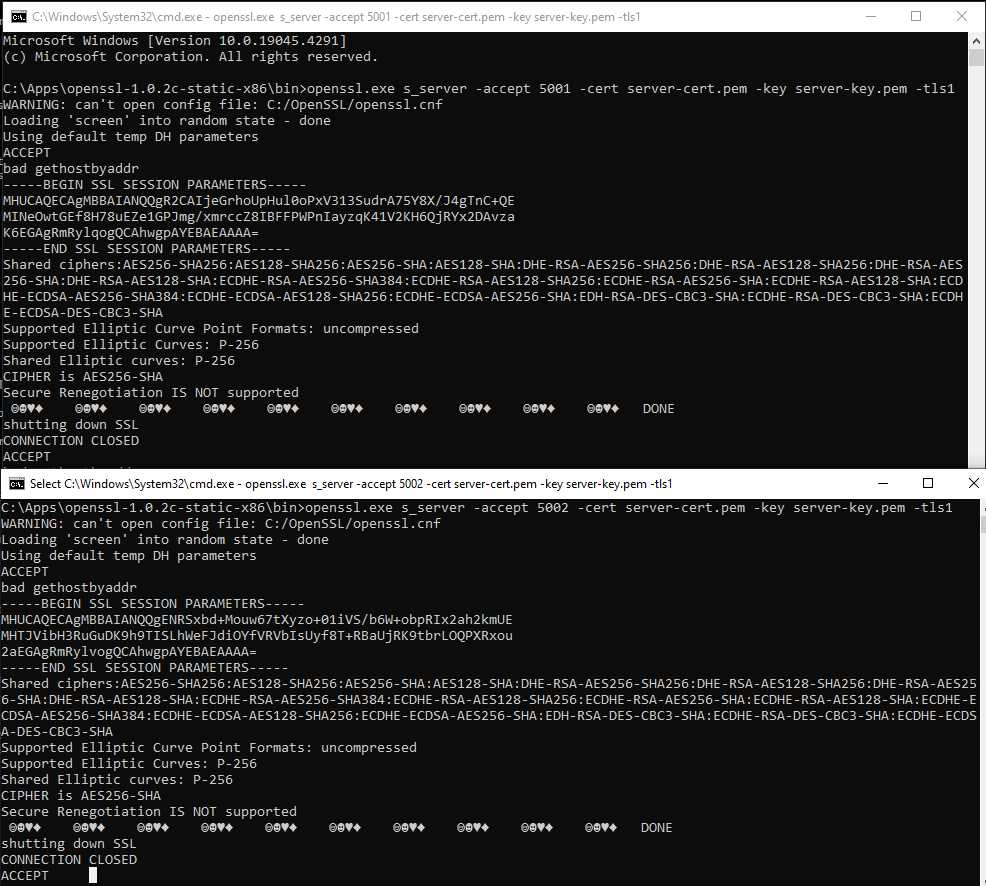 C:\Windows\System32\cmd.exe - openssl.exe s_server -accept 5001 -cert server-cert.pem -key server-key.pem -tls1
Microsoft Windows [Version 10.0.19045.4291]
(c) Microsoft Corporation. All rights reserved.
C:\Apps\openssl-1.0.2c-static-x86\bin>openssl.exe s_server -accept 5001 -cert server-cert.pem -key server-key.pem -tls1
WARNING: can't open config file: C:/OpenSSL/openssl.cnf
Loading 'screen' into random state - done
Using default temp DH parameters
ACCEPT
bad gethostbyaddr
-----BEGIN SSL SESSION PARAMETERS-----
MHUCAQECAgMBBAIANQQgR2CAIjeGrhoUpHul0oPxV313SudrA75Y8X/J4gTnC+QE
MINeOwtGEf8H78uEZe1GPJmg/xmrccZ8IBFFPWPnIayzqK41V2KH6QjRYx2DAvza
K6EGAgRmRylqogQCAhwgpAYEBAEAAAA=
-----END SSL SESSION PARAMETERS-----
Shared ciphers:AES256-SHA256:AES128-SHA256:AES256-SHA:AES128-SHA:DHE-RSA-AES256-SHA256:DHE-RSA-AES128-SHA256:DHE-RSA-AES
256-SHA:DHE-RSA-AES128-SHA:ECDHE-RSA-AES256-SHA384:ECDHE-RSA-AES128-SHA256:ECDHE-RSA-AES256-SHA:ECDHE-RSA-AES128-SHA:ECD
HE-ECDSA-AES256-SHA384:ECDHE-ECDSA-AES128-SHA256:ECDHE-ECDSA-AES256-SHA:EDH-RSA-DES-CBC3-SHA:ECDHE-RSA-DES-CBC3-SHA:ECDH
E-ECDSA-DES-CBC3-SHA
Supported Elliptic Curve Point Formats: uncompressed
Supported Elliptic Curves: P-256
Shared Elliptic curves: P-256
CIPHER is AES256-SHA
Secure Renegotiation IS NOT supported
☺☻♥♦ ☺☻♥♦ ☺☻♥♦ ☺☻♥♦ ☺☻♥♦ ☺☻♥♦ ☺☻♥♦ ☺☻♥♦ ☺☻♥♦ ☺☻♥♦ DONE
shutting down SSL
CONNECTION CLOSED
ACCEPT
Select C:\Windows\System32\cmd.exe - openssl.exe s_server -accept 5002 -cert server-cert.pem -key server-key.pem -tls1
C:\Apps\openssl-1.0.2c-static-x86\bin>openssl.exe s_server -accept 5002 -cert server-cert.pem -key server-key.pem -tls1
WARNING: can't open config file: C:/OpenSSL/openssl.cnf
Loading 'screen' into random state - done
Using default temp DH parameters
ACCEPT
bad gethostbyaddr
-----BEGIN SSL SESSION PARAMETERS-----
MHUCAQECAgMBBAIANQQgENRSxbd+Mouw67tXyzo+01iVS/b6W+obpRIx2ah2kmUE
MHTJVibH3RuGuDK9h9TISLhWeFJdiOYfVRVbIsUyf8T+RBaUjRK9tbrLOQPXRxou
2aEGAgRmRylvogQCAhwgpAYEBAEAAAA=
-----END SSL SESSION PARAMETERS-----
Shared ciphers:AES256-SHA256:AES128-SHA256:AES256-SHA:AES128-SHA:DHE-RSA-AES256-SHA256:DHE-RSA-AES128-SHA256:DHE-RSA-AES25
6-SHA:DHE-RSA-AES128-SHA:ECDHE-RSA-AES256-SHA384:ECDHE-RSA-AES128-SHA256:ECDHE-RSA-AES256-SHA:ECDHE-RSA-AES128-SHA:ECDHE-E
CDSA-AES256-SHA384:ECDHE-ECDSA-AES128-SHA256:ECDHE-ECDSA-AES256-SHA:EDH-RSA-DES-CBC3-SHA:ECDHE-RSA-DES-CBC3-SHA:ECDHE-ECDS
A-DES-CBC3-SHA
Supported Elliptic Curve Point Formats: uncompressed
Supported Elliptic Curves: P-256
Shared Elliptic curves: P-256
CIPHER is AES256-SHA
Secure Renegotiation IS NOT supported
☺☻♥♦ ☺☻♥♦ ☺☻♥♦ ☺☻♥♦ ☺☻♥♦ ☺☻♥♦ ☺☻♥♦ ☺☻♥♦ ☺☻♥♦ ☺☻♥♦ DONE
shutting down SSL
CONNECTION CLOSED
ACCEPT